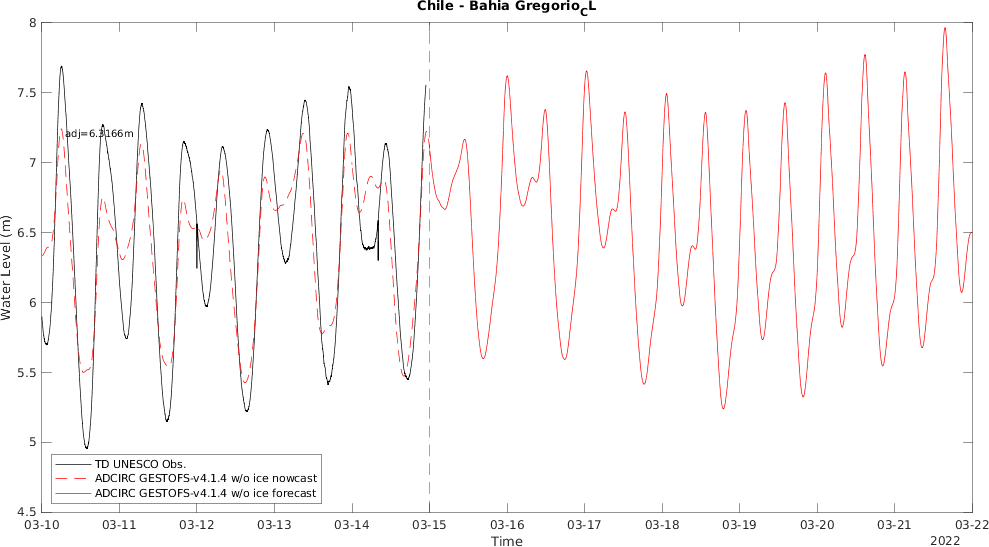 Chile - Bahia Gregorio_CL
8
7.5
7
6.5
6
5.5
5
4.5
Water Level (m)
adj=6.3166m
TD UNESCO Obs.
ADCIRC GESTOFS-v4.1.4 w/o ice nowcast
ADCIRC GESTOFS-v4.1.4 w/o ice forecast
03-10 03-11 03-12 03-13 03-14 03-15 03-16 03-17 03-18 03-19 03-20 03-21 03-22
Time
2022